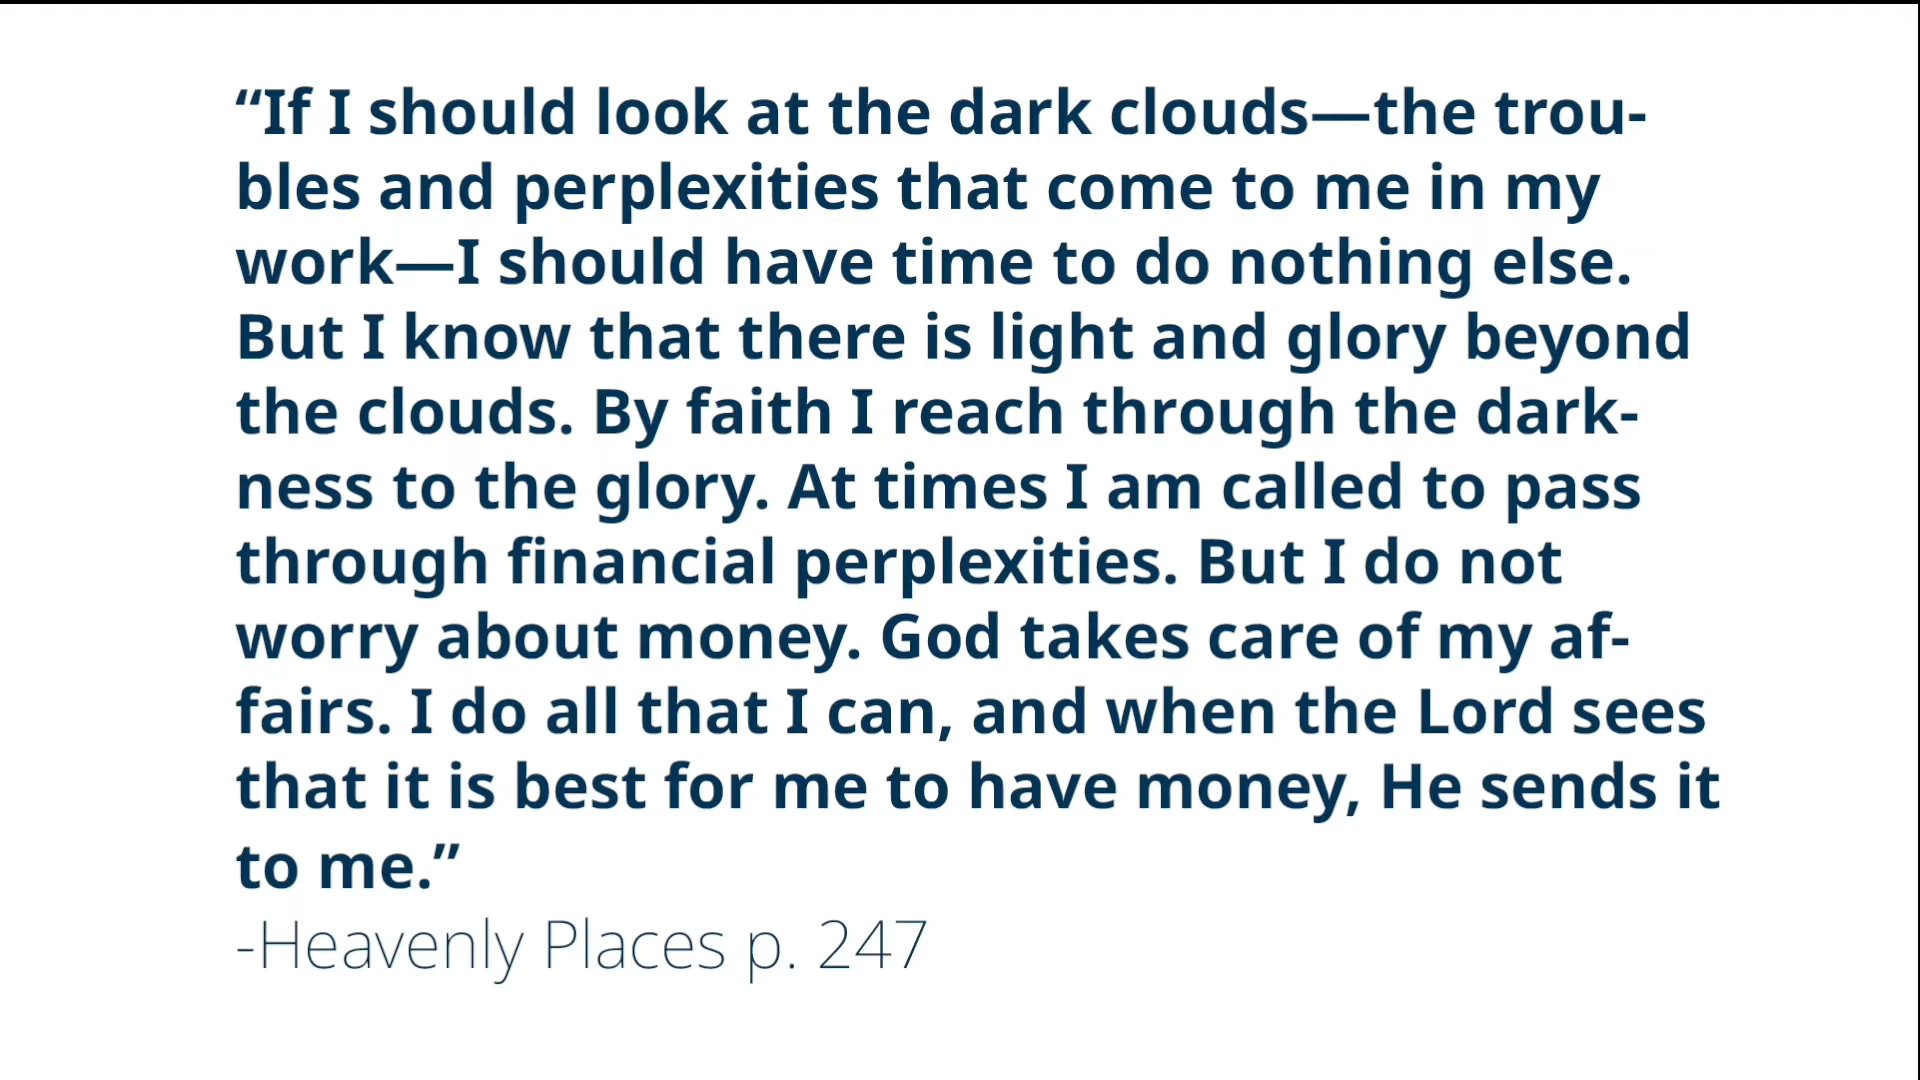 “If I should look at the dark clouds—the trou-
bles and perplexities that come to me in my
work—I should have time to do nothing else.
But I know that there is light and glory beyond
the clouds. By faith I reach through the dark-
ness to the glory. At times I am called to pass
through financial perplexities. But I do not
worry about money. God takes care of my af-
fairs. I do all that I can, and when the Lord sees
that it is best for me to have money, He sends it
to me.”
-Heavenly Places p. 247